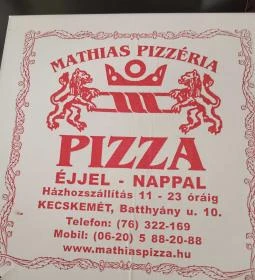 MATHIAS PIZZÉRIA
PIZZA
ÉJJEL - NAPPAL
Házhozszállítás 11 - 23 óráig
KECSKEMÉT, Batthyány u. 10.
Telefon: (76) 322-169
Mobil: (06-20) 5 88-20-88
www.mathiaspizza.hu